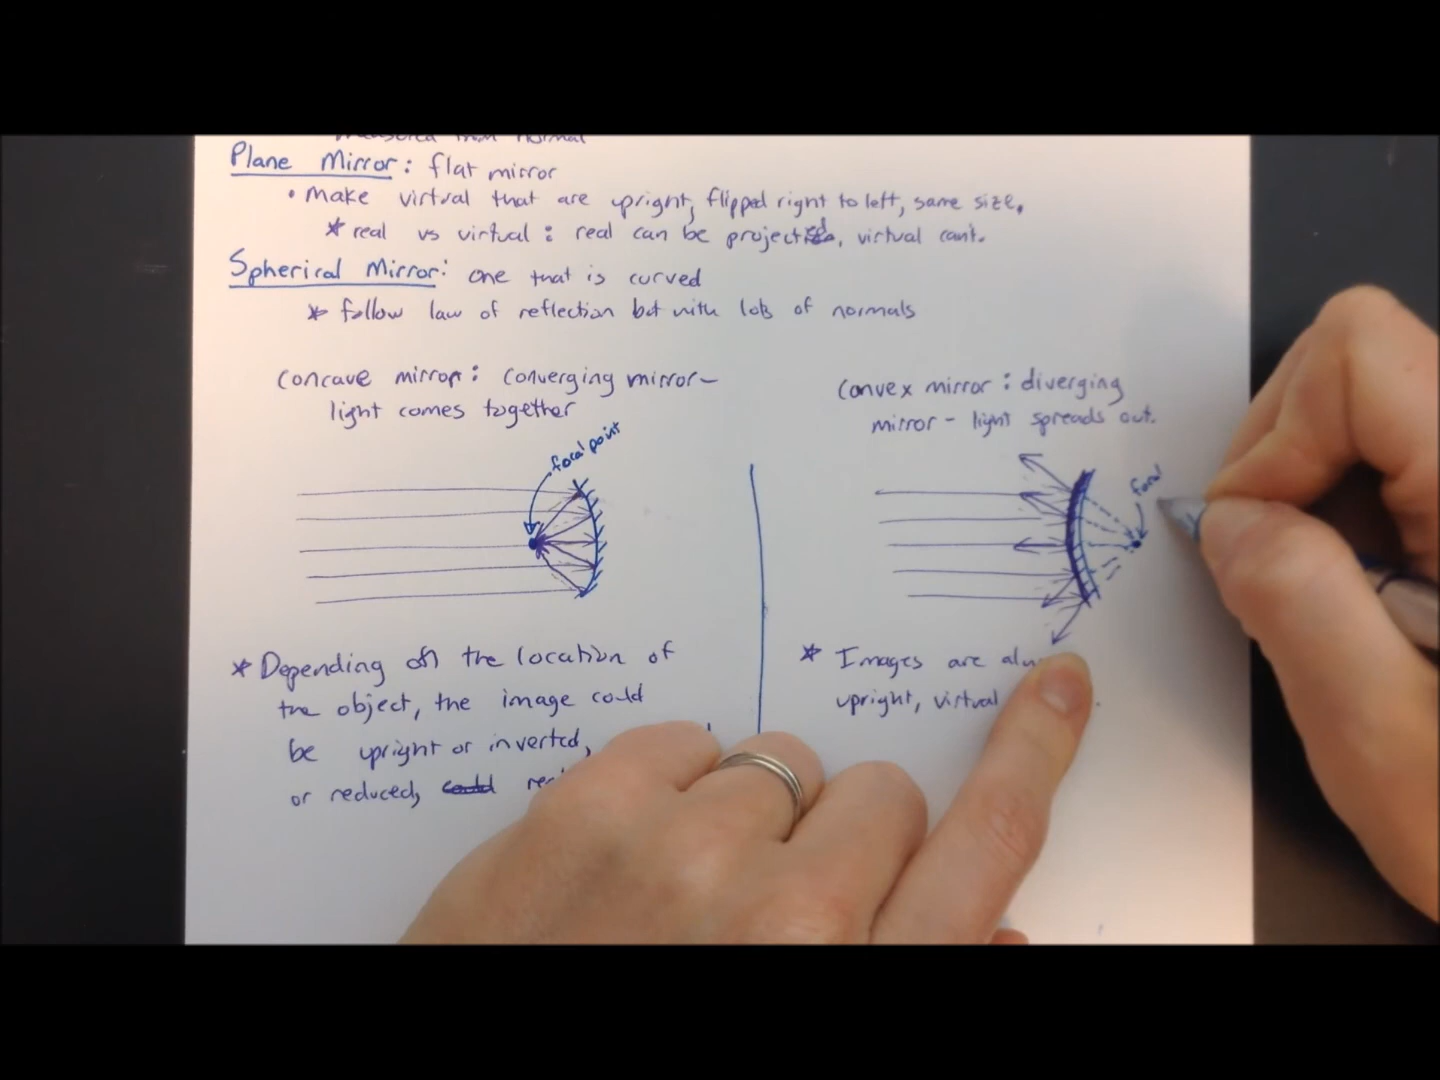 measured from normal
Plane Mirror: flat mirror
• Make virtual that are upright, flipped right to left, same size.
* real vs virtual: real can be projected, virtual can't.
Spherical Mirror: one that is curved
* follow law of reflection but with lots of normals
Concave mirror: converging mirror-
light comes together
focal point
* Depending on the location of
the object, the image could
be upright or inverted,
or reduced, could
Convex mirror: diverging
mirror - light spreads out.
focal
* Images are
upright, virtual